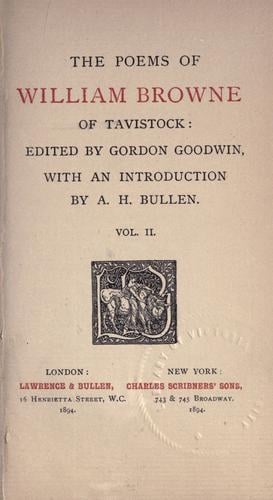 THE POEMS OF
WILLIAM BROWNE
OF TAVISTOCK:
EDITED BY GORDON GOODWIN,
WITH AN INTRODUCTION
BY A. H. BULLEN.
VOL. II.
LONDON: NEW YORK:
LAWRENCE & BULLEN, CHARLES SCRIBNERS' SONS,
16 HENRIETTA STREET, W.C. 743 & 745 BROADWAY.
1894. 1894.